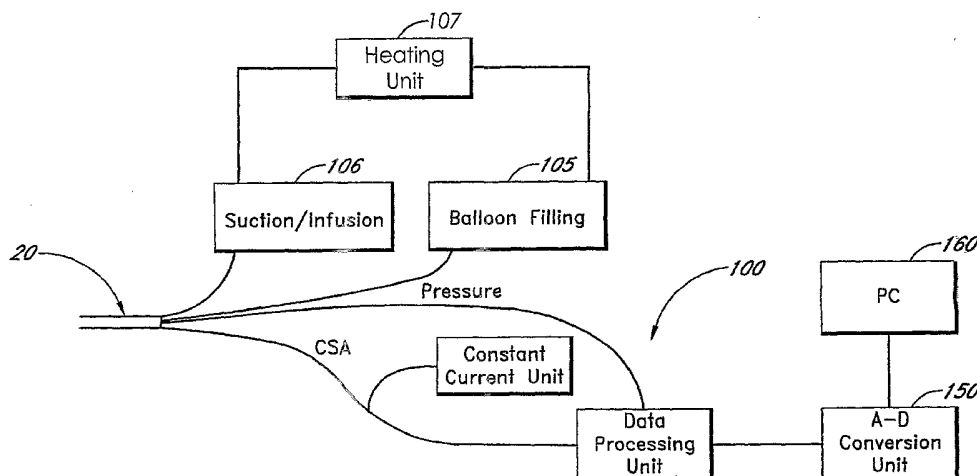 107
Heating
Unit
106
105
Suction/Infusion
Balloon Filling
20
100
160
Pressure
PC
CSA
Constant
Current Unit
150
Data
Processing
Unit
A-D
Conversion
Unit